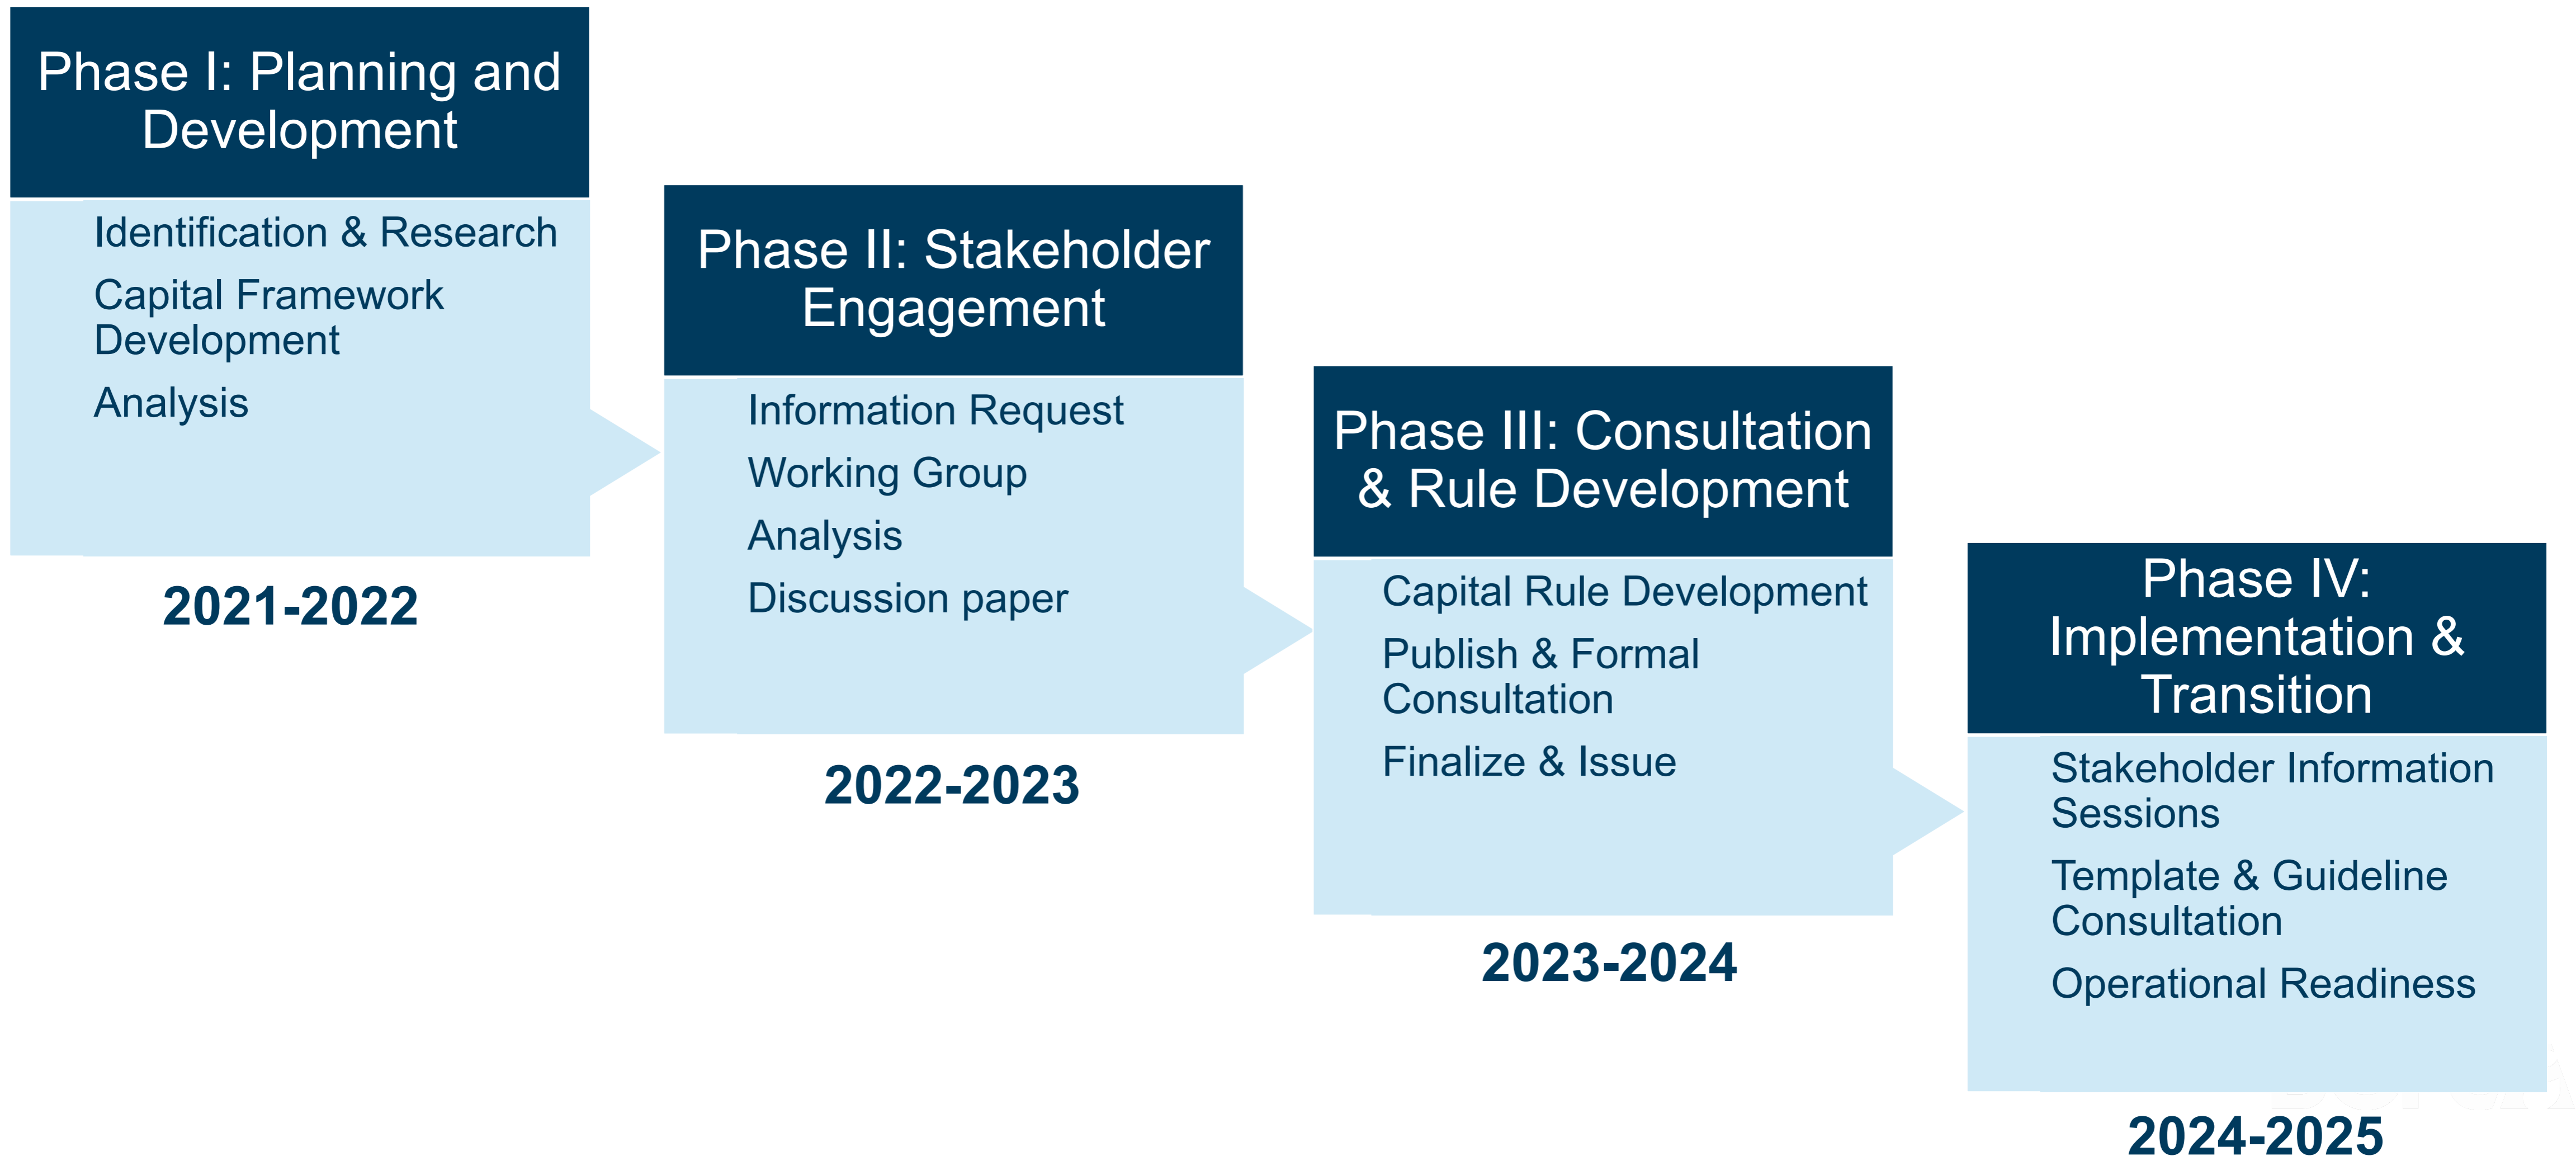 Phase I: Planning and
Development
Identification & Research
Capital Framework
Development
Analysis
2021-2022
Phase II: Stakeholder
Engagement
Information Request
Working Group
Analysis
Discussion paper
2022-2023
Phase III: Consultation
& Rule Development
Capital Rule Development
Publish & Formal
Consultation
Finalize & Issue
2023-2024
Phase IV:
Implementation &
Transition
Stakeholder Information
Sessions
Template & Guideline
Consultation
Operational Readiness
2024-2025